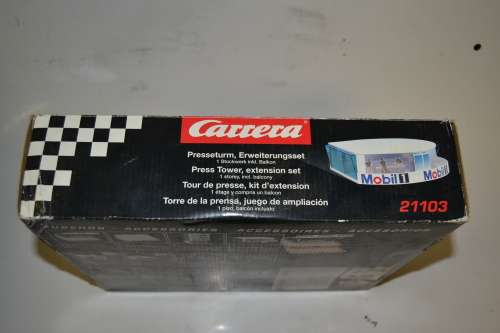 Carrera
Presseturm, Erweiterungsset
1 Stockwerk inkl. Balkon
Press Tower, extension set
1 storey, incl. balcony
Tour de presse, kit d'extension
1 étage y compris un balcon
Torre de la prensa, juego de ampliación
1 piso, balcón incluido
Mobil 1
Mobil
21103
ACCESSOIRES